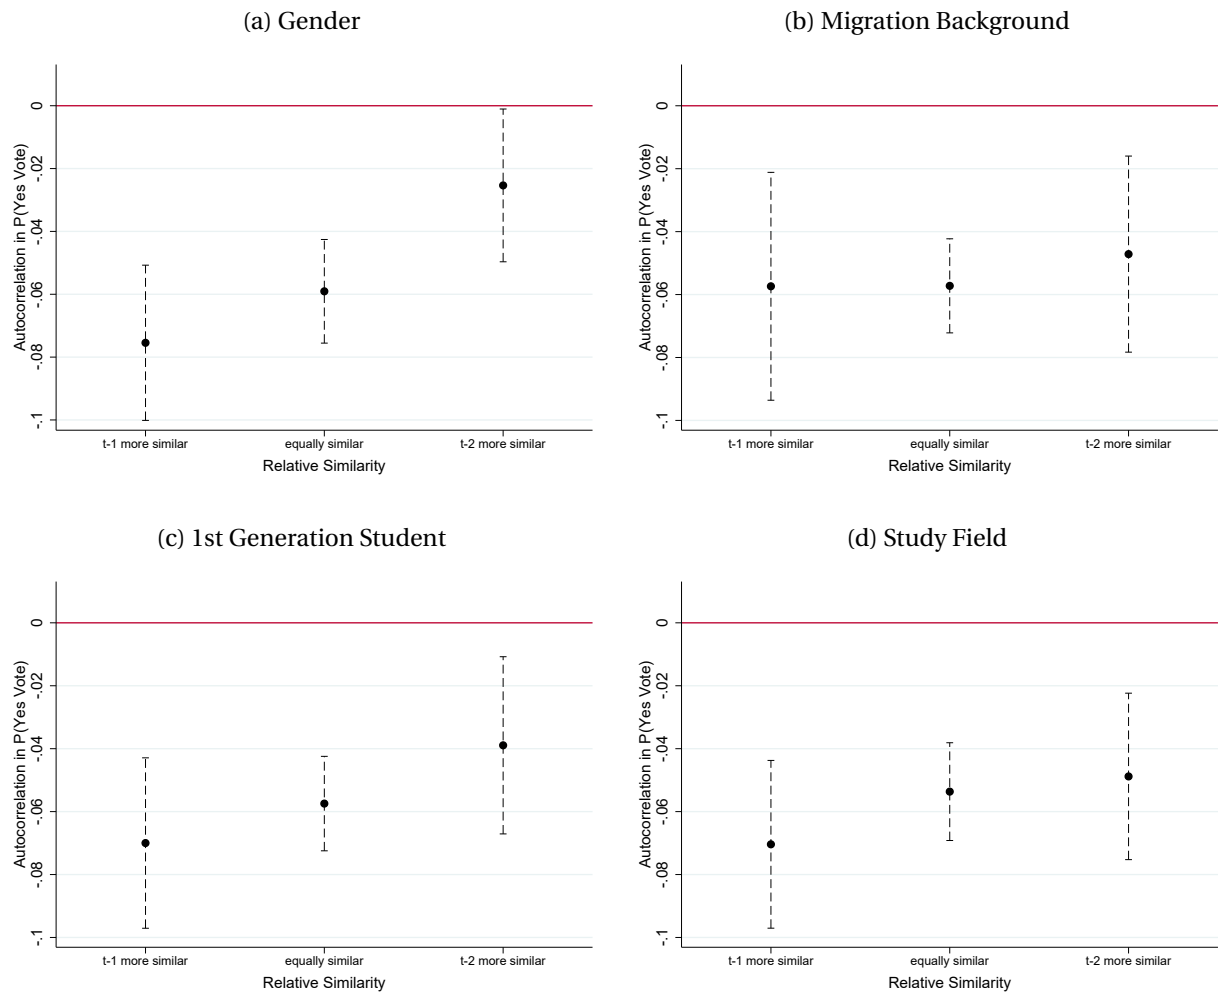 (a) Gender
Autocorrelation in P(Yes Vote)
0
-.02
-.04
-.06
-.08
-.1
t-1 more similar
equally similar
t-2 more similar
Relative Similarity
(b) Migration Background
Autocorrelation in P(Yes Vote)
0
-.02
-.04
-.06
-.08
-.1
t-1 more similar
equally similar
t-2 more similar
Relative Similarity
(c) 1st Generation Student
Autocorrelation in P(Yes Vote)
0
-.02
-.04
-.06
-.08
-.1
t-1 more similar
equally similar
t-2 more similar
Relative Similarity
(d) Study Field
Autocorrelation in P(Yes Vote)
0
-.02
-.04
-.06
-.08
-.1
t-1 more similar
equally similar
t-2 more similar
Relative Similarity